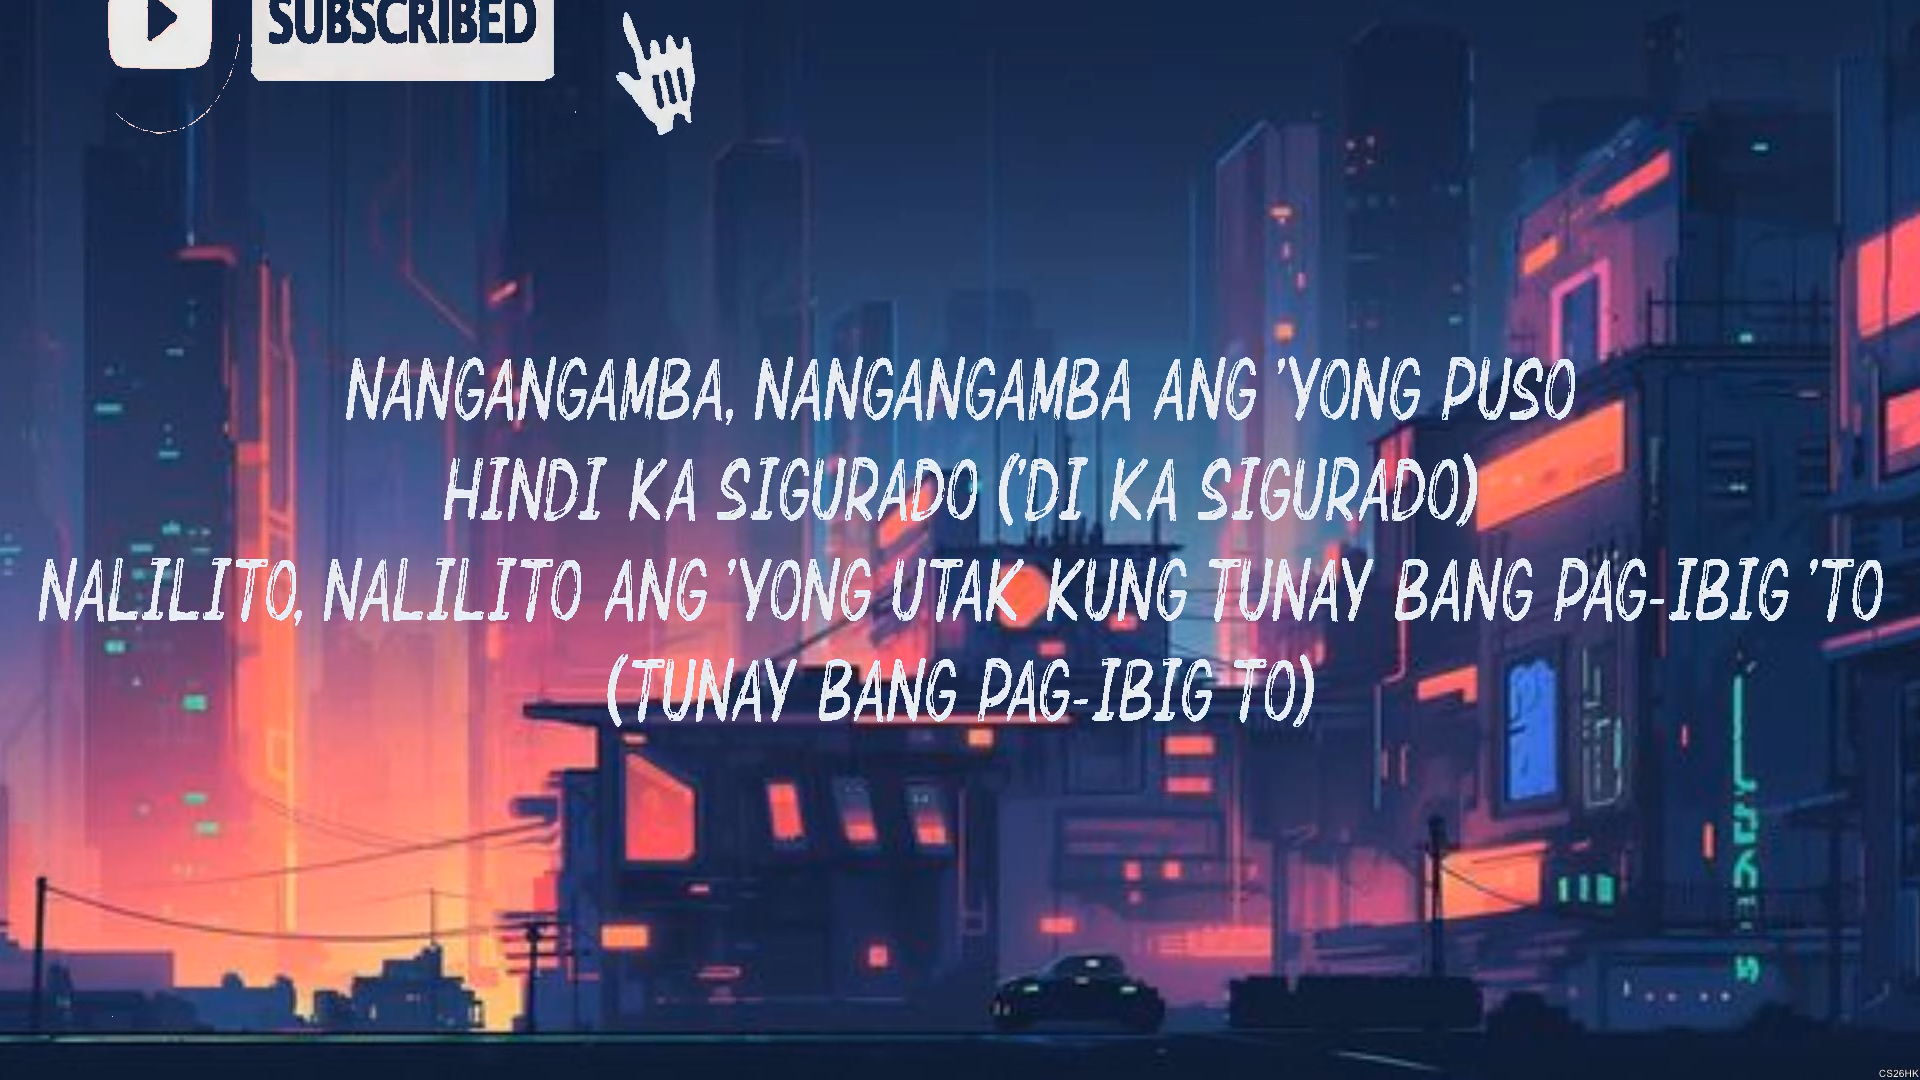 SUBSCRIBED
NANGANGAMBA, NANGANGAMBA ANG 'YONG PUSO
HINDI KA SIGURADO ('DI KA SIGURADO)
NALILITO, NALILITO ANG 'YONG UTAK KUNG TUNAY BANG PAG-IBIG 'TO
(TUNAY BANG PAG-IBIG TO)
CS26HK